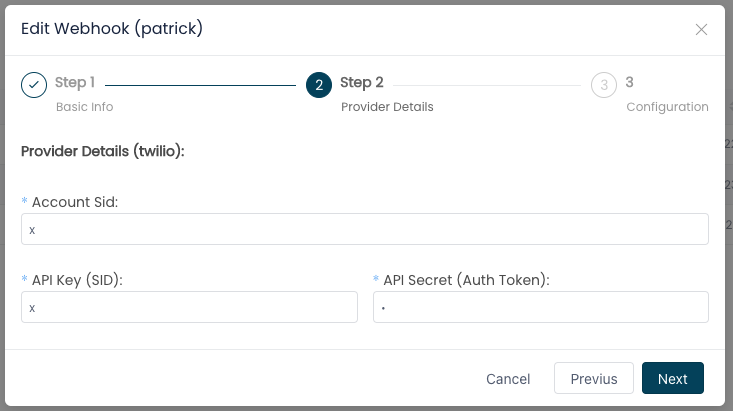 Edit Webhook (patrick)
Step 1
2
Step 2
3
3
Basic Info
Provider Details
Configuration
Provider Details (twilio):
* Account Sid:
x
* API Key (SID):
* API Secret (Auth Token):
x
•
Cancel
Previus
Next